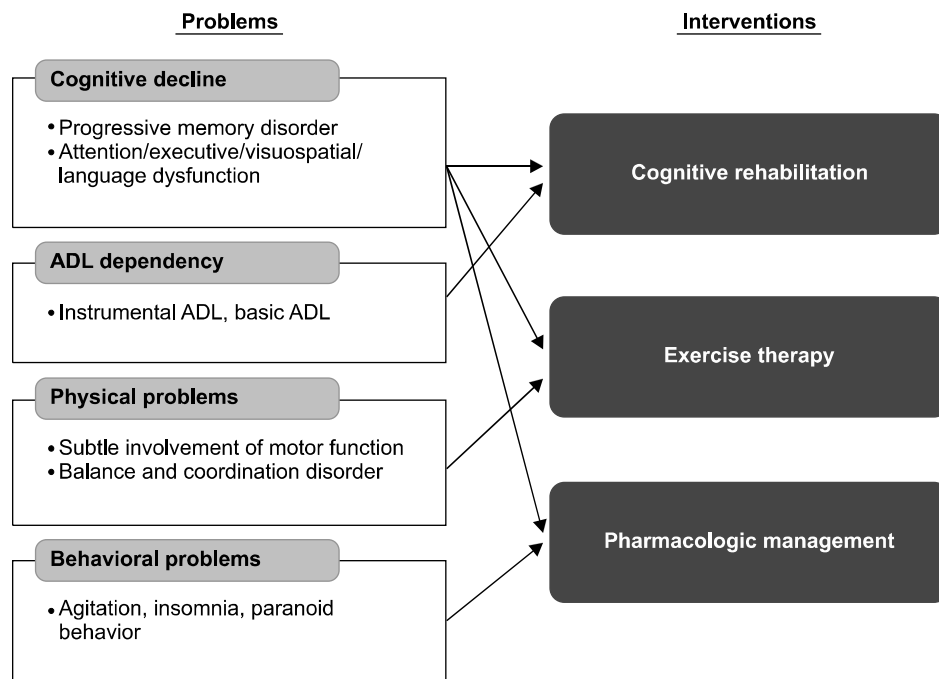 Problems
Interventions
Cognitive decline
• Progressive memory disorder
• Attention/executive/visuospatial/
language dysfunction
Cognitive rehabilitation
ADL dependency
• Instrumental ADL, basic ADL
Exercise therapy
Physical problems
• Subtle involvement of motor function
• Balance and coordination disorder
Pharmacologic management
Behavioral problems
• Agitation, insomnia, paranoid
behavior